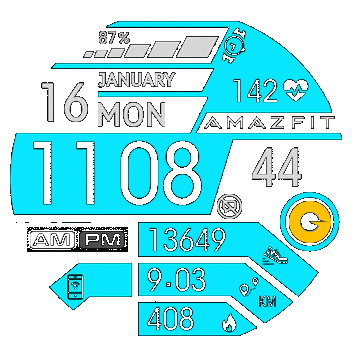 87%
JANUARY
16 MON
142
AMAZFIT
11 08 44
AM PM
13649
9.03
KM
408